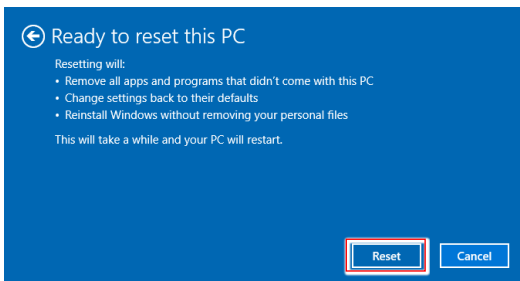 Ready to reset this PC
Resetting will:
• Remove all apps and programs that didn't come with this PC
• Change settings back to their defaults
• Reinstall Windows without removing your personal files
This will take a while and your PC will restart.
Reset Cancel